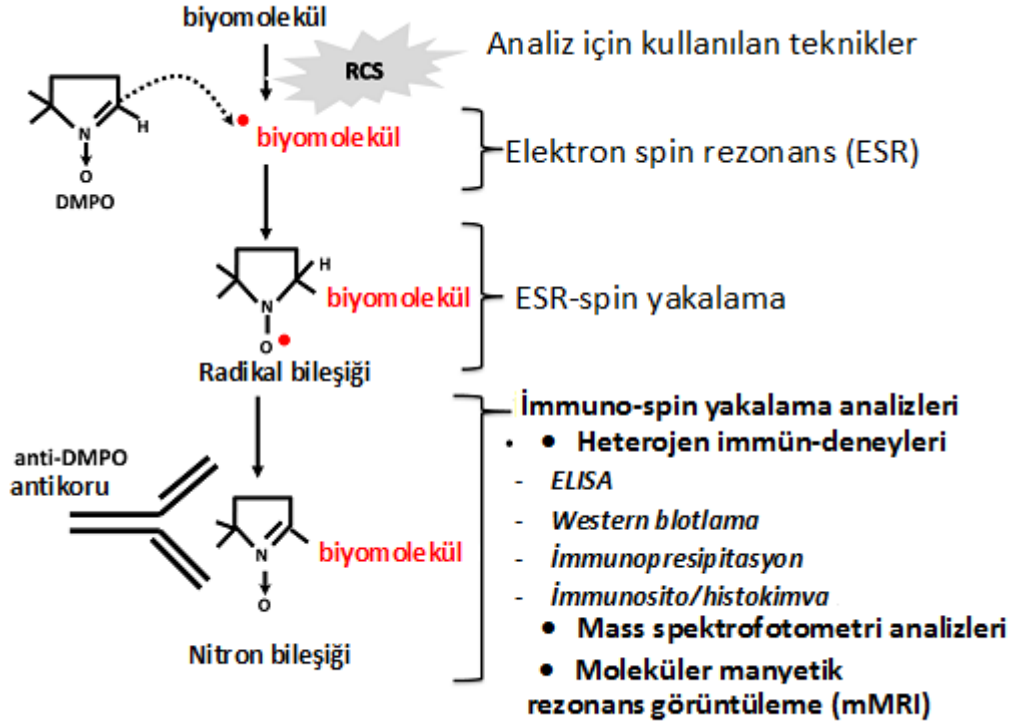 biyomolekül
Analiz için kullanılan teknikler
RCS
biyomolekül
Elektron spin rezonans (ESR)
N
H
O
DMPO
H
biyomolekül
N
O
ESR-spin yakalama
Radikal bileşiği
İmmuno-spin yakalama analizleri
• • Heterojen immün-deneyleri
- ELISA
- Western blotlama
- İmmunopresipitasyon
- İmmunosito/histokimva
• Mass spektrofotometri analizleri
• Moleküler manyetik
rezonans görüntüleme (mMRI)
anti-DMPO
antikoru
N
biyomolekül
O
Nitron bileşiği